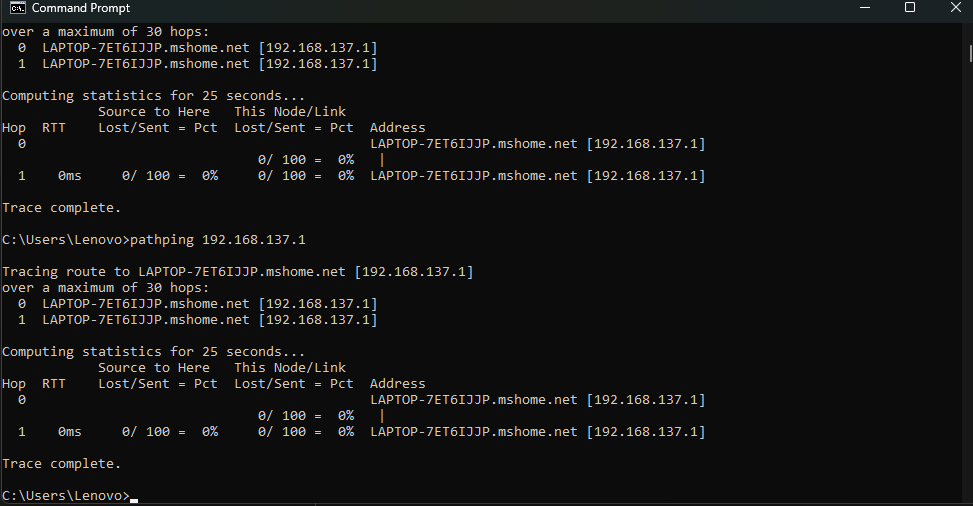 Command Prompt
over a maximum of 30 hops:
  0  LAPTOP-7ET6IJJP.mshome.net [192.168.137.1]
  1  LAPTOP-7ET6IJJP.mshome.net [192.168.137.1]

Computing statistics for 25 seconds...
            Source to Here   This Node/Link
Hop  RTT    Lost/Sent = Pct  Lost/Sent = Pct  Address
  0                                           LAPTOP-7ET6IJJP.mshome.net [192.168.137.1]
                                0/ 100 =  0%   |
  1    0ms     0/ 100 =  0%     0/ 100 =  0%  LAPTOP-7ET6IJJP.mshome.net [192.168.137.1]

Trace complete.

C:\Users\Lenovo>pathping 192.168.137.1

Tracing route to LAPTOP-7ET6IJJP.mshome.net [192.168.137.1]
over a maximum of 30 hops:
  0  LAPTOP-7ET6IJJP.mshome.net [192.168.137.1]
  1  LAPTOP-7ET6IJJP.mshome.net [192.168.137.1]

Computing statistics for 25 seconds...
            Source to Here   This Node/Link
Hop  RTT    Lost/Sent = Pct  Lost/Sent = Pct  Address
  0                                           LAPTOP-7ET6IJJP.mshome.net [192.168.137.1]
                                0/ 100 =  0%   |
  1    0ms     0/ 100 =  0%     0/ 100 =  0%  LAPTOP-7ET6IJJP.mshome.net [192.168.137.1]

Trace complete.

C:\Users\Lenovo>